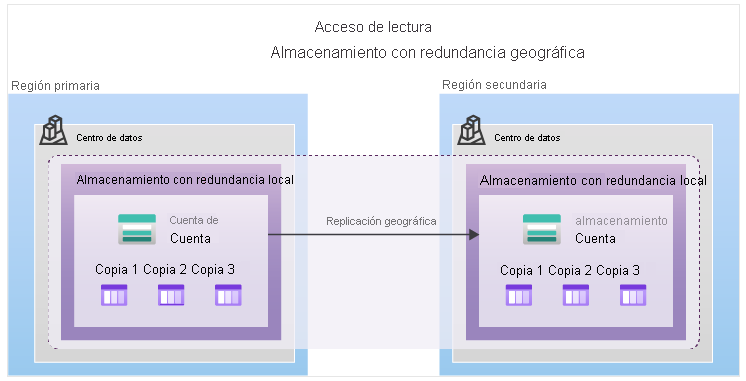 Acceso de lectura
Almacenamiento con redundancia geográfica
Región primaria
Región secundaria
Centro de datos
Centro de datos
Almacenamiento con redundancia local
Almacenamiento con redundancia local
Cuenta de
Cuenta
Replicación geográfica
almacenamiento
Cuenta
Copia 1 Copia 2 Copia 3
Copia 1 Copia 2 Copia 3